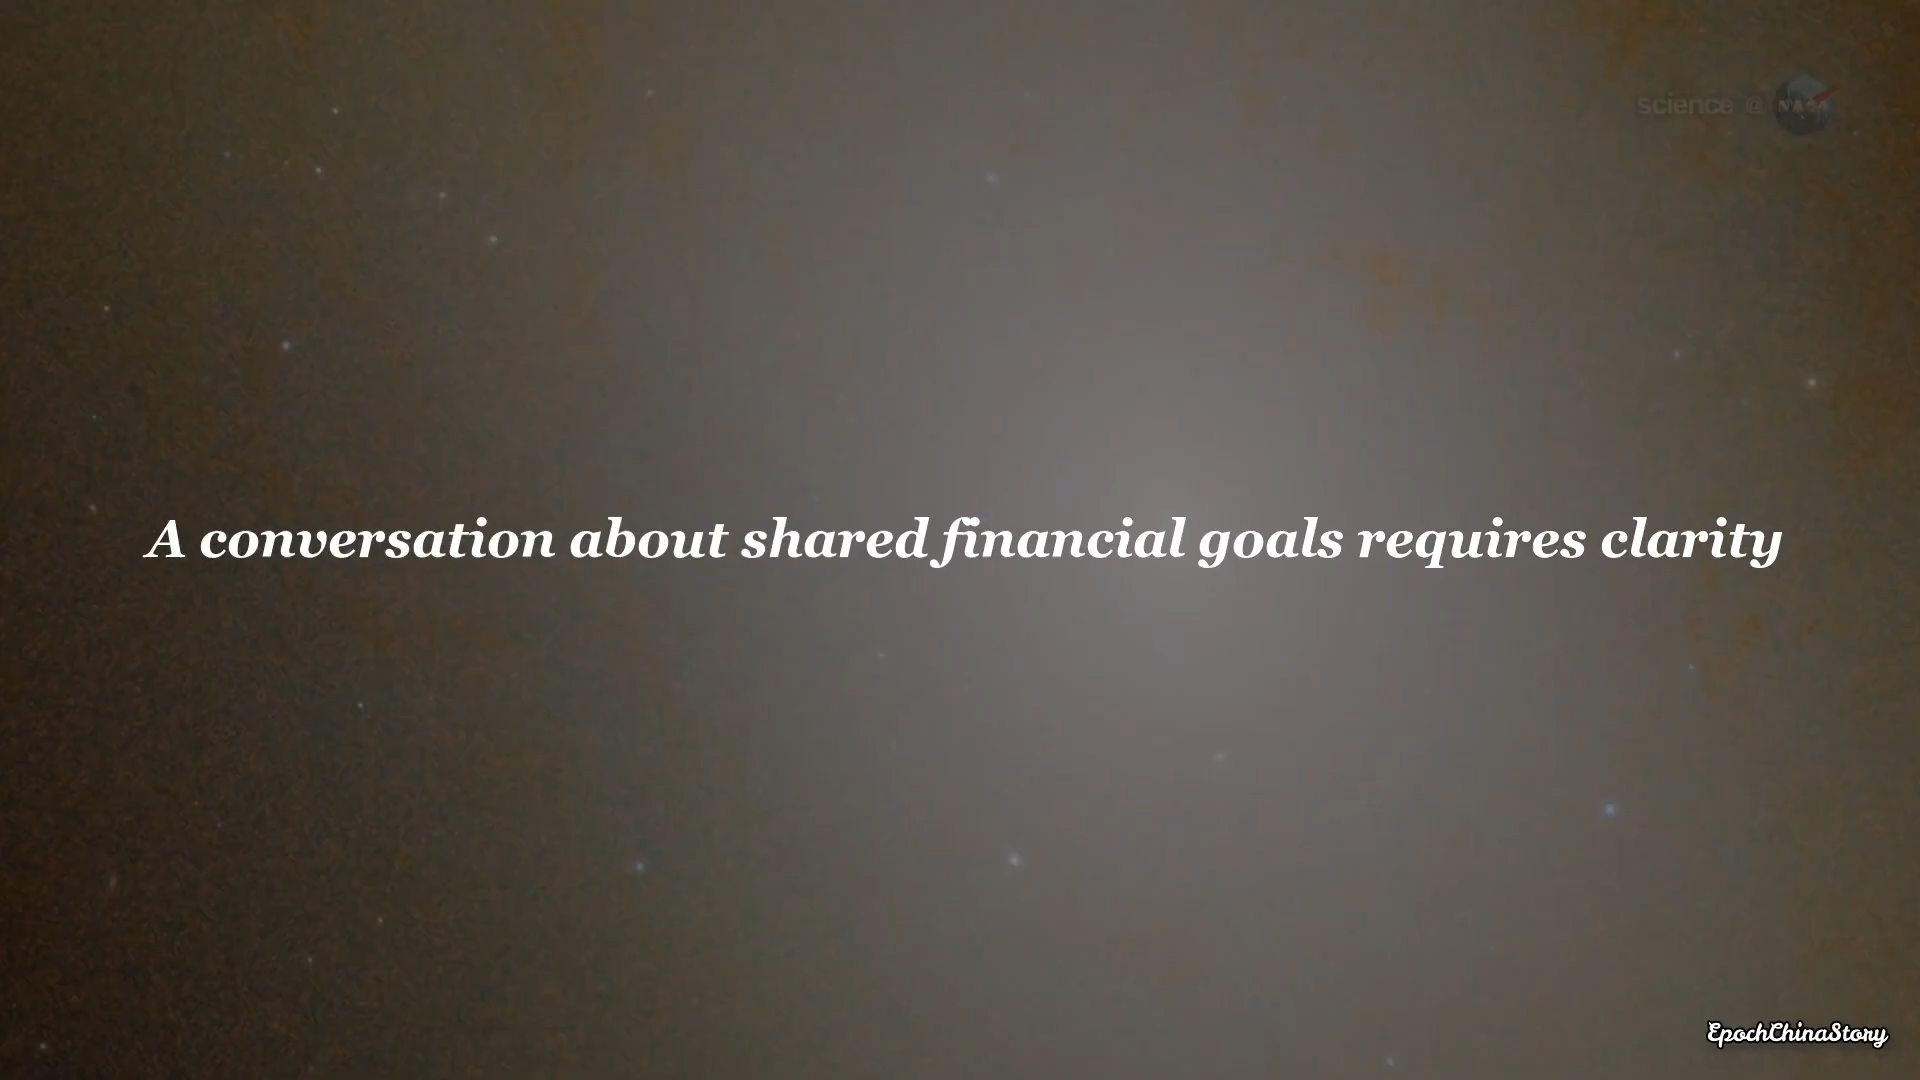 science @ NASA
A conversation about shared financial goals requires clarity
EpochChinaStory